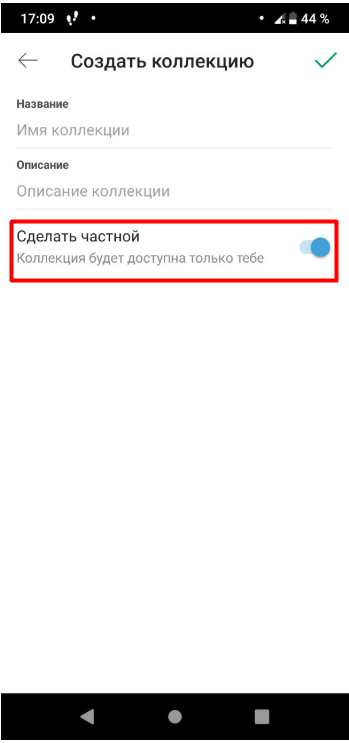 17:09 44 %
Создать коллекцию
Название
Имя коллекции
Описание
Описание коллекции
Сделать частной
Коллекция будет доступна только тебе